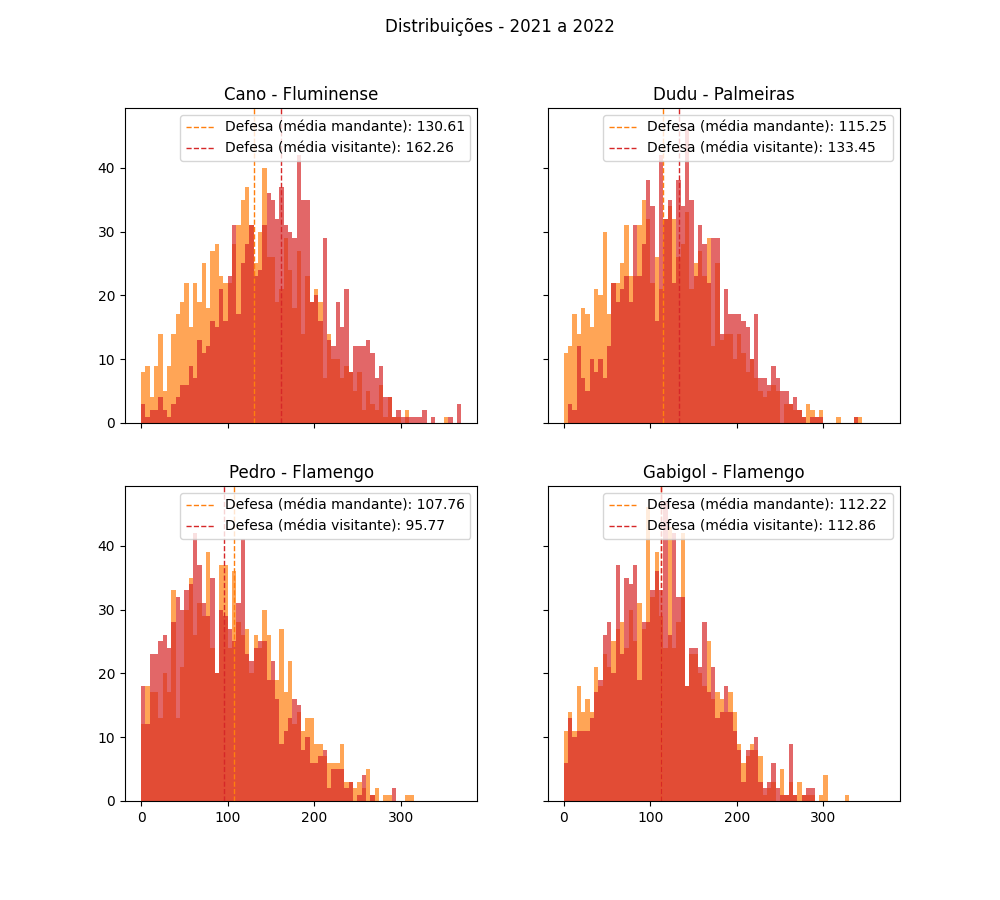 Distribuições - 2021 a 2022
Cano - Fluminense
Defesa (média mandante): 130.61
Defesa (média visitante): 162.26
40
30
20
10
0
Dudu - Palmeiras
Defesa (média mandante): 115.25
Defesa (média visitante): 133.45
Pedro - Flamengo
Defesa (média mandante): 107.76
Defesa (média visitante): 95.77
40
30
20
10
0
0 100 200 300
Gabigol - Flamengo
Defesa (média mandante): 112.22
Defesa (média visitante): 112.86
0 100 200 300